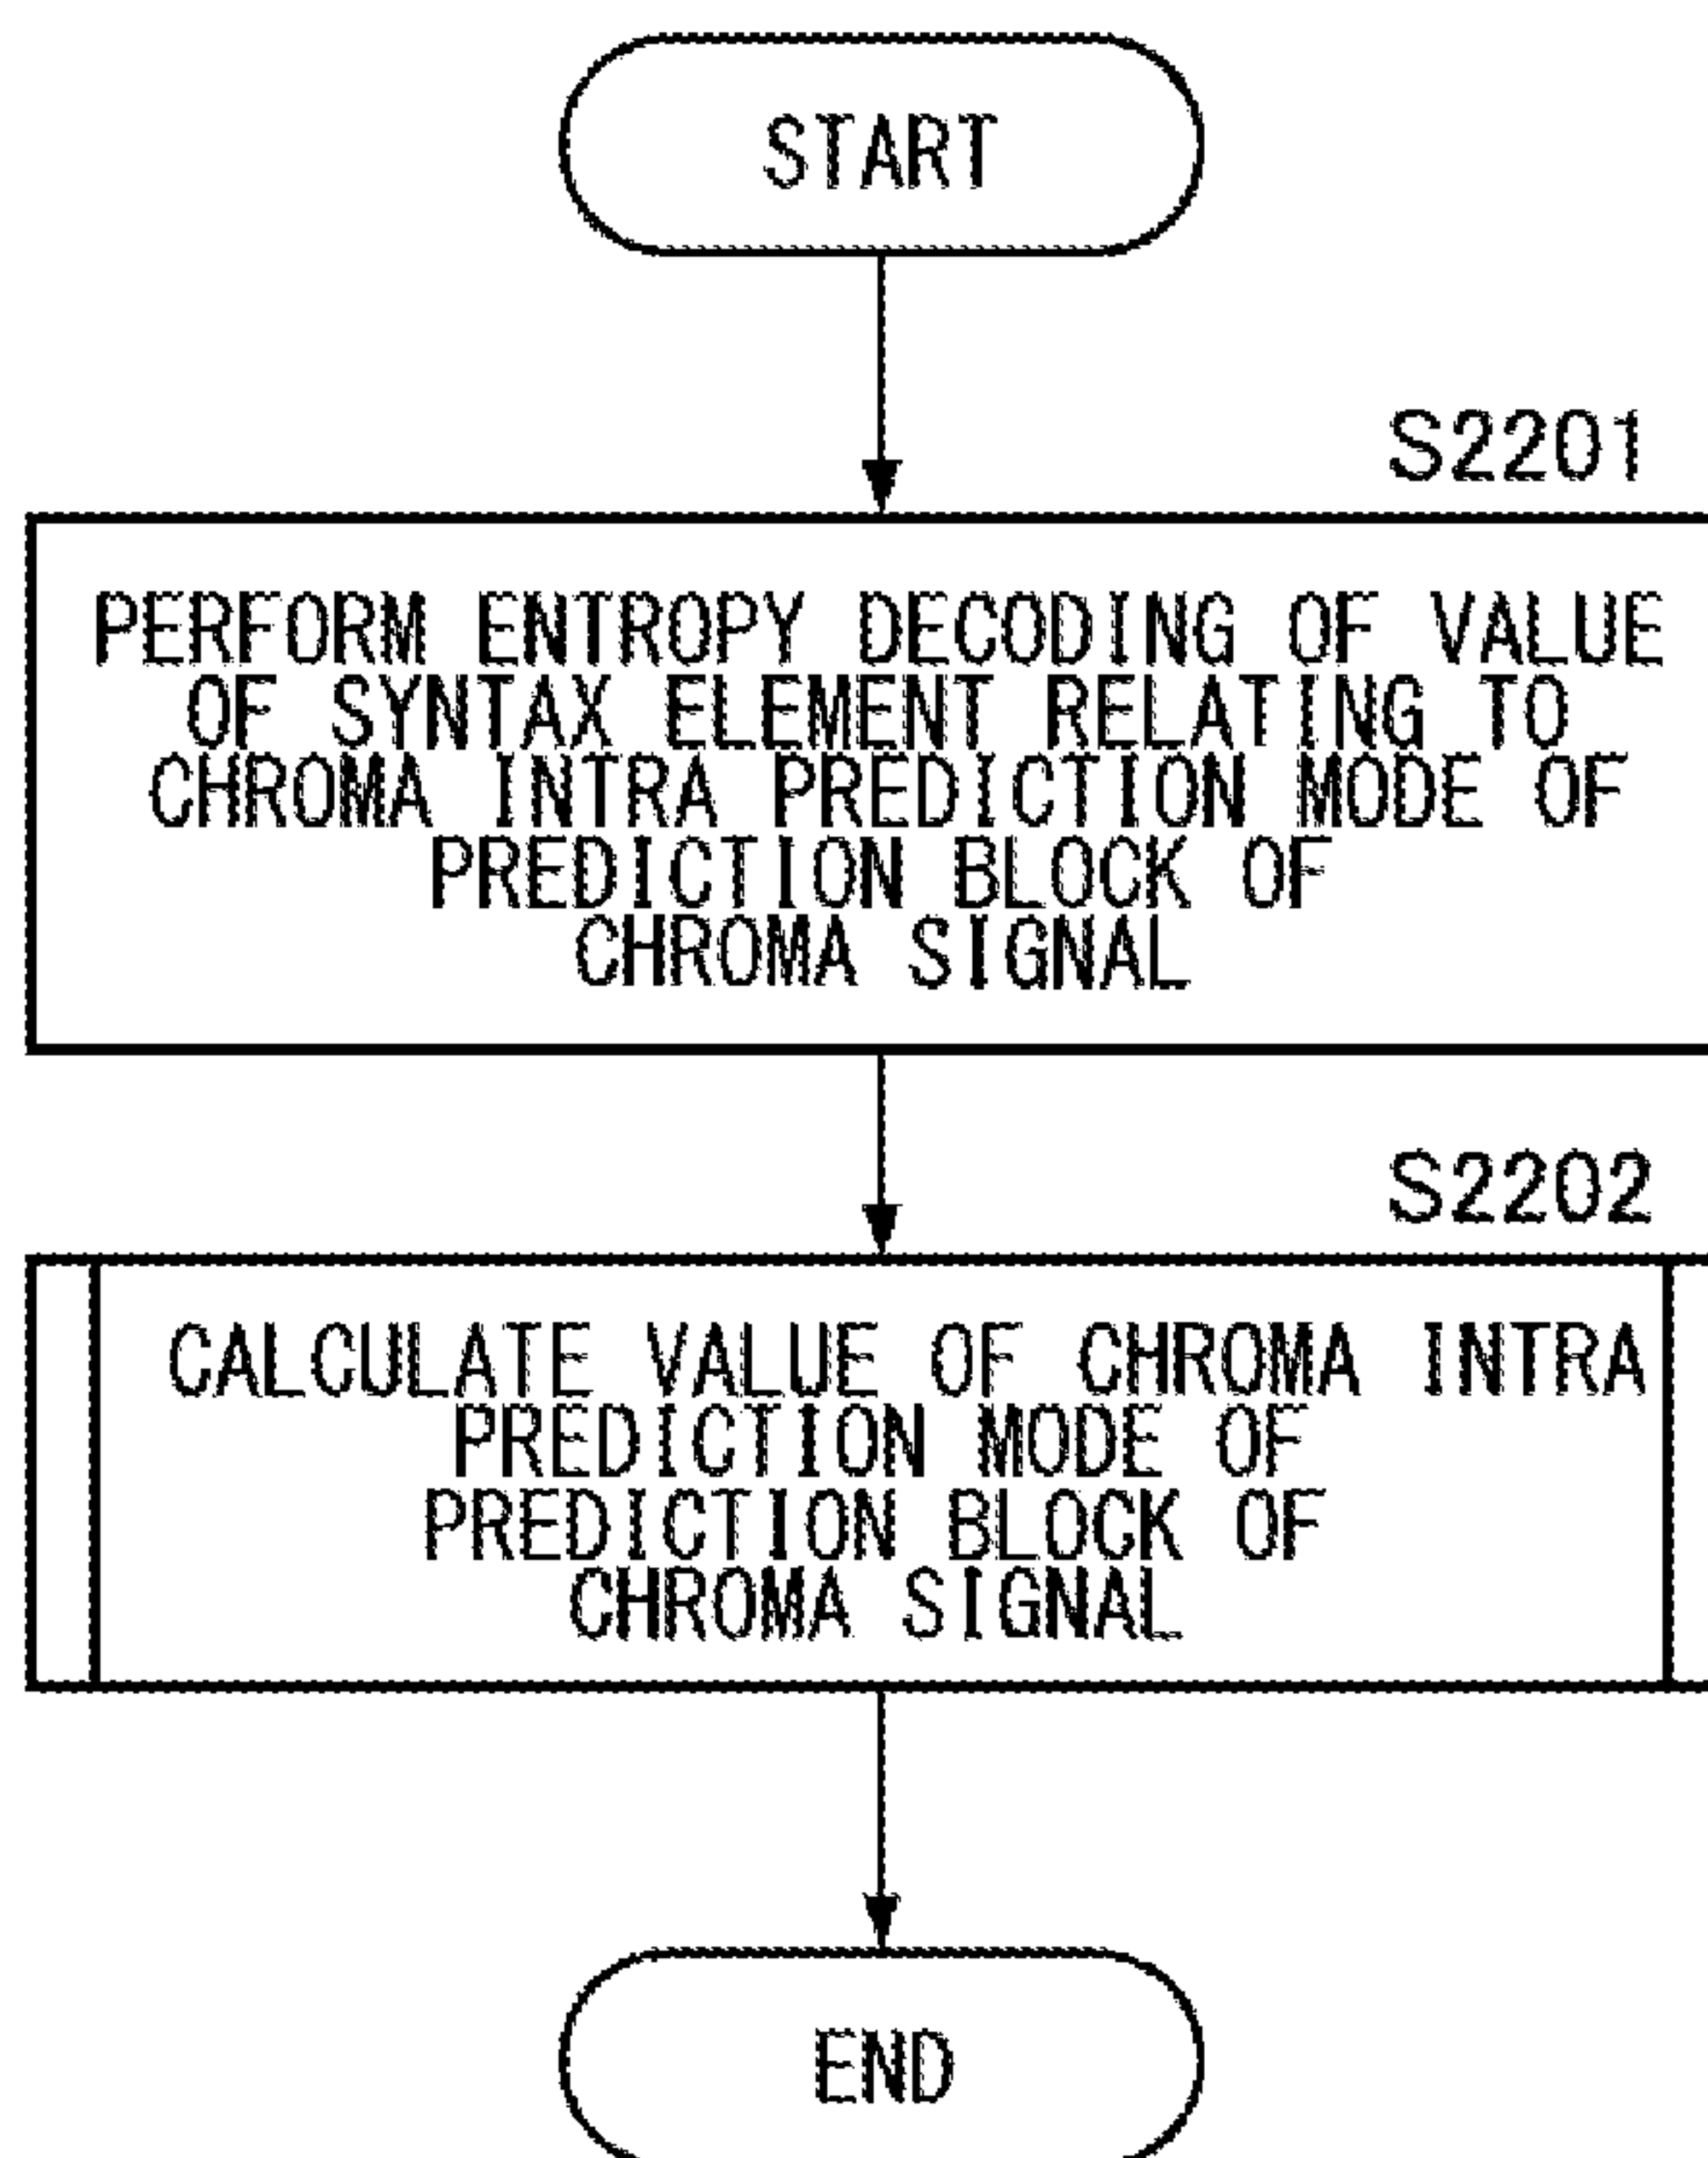 START
S2201
PERFORM ENTROPY DECODING OF VALUE
OF SYNTAX ELEMENT RELATING TO
CHROMA INTRA PREDICTION MODE OF
PREDICTION BLOCK OF
CHROMA SIGNAL
S2202
CALCULATE VALUE OF CHROMA INTRA
PREDICTION MODE OF
PREDICTION BLOCK OF
CHROMA SIGNAL
END